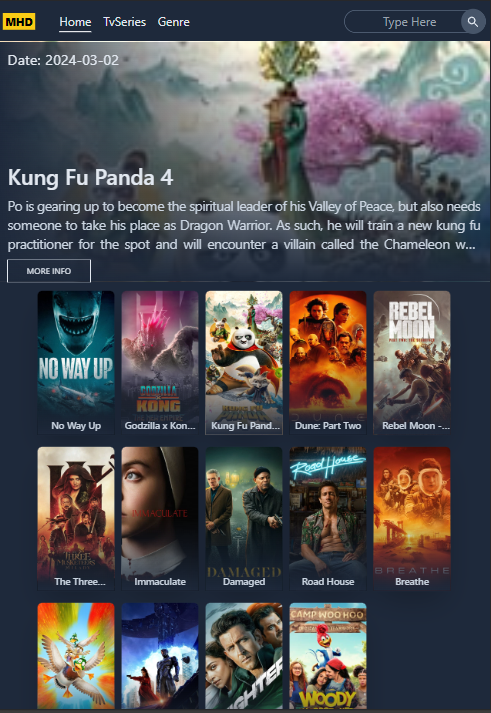 MHD Home TvSeries Genre Type Here
Date: 2024-03-02
Kung Fu Panda 4
Po is gearing up to become the spiritual leader of his Valley of Peace, but also needs
someone to take his place as Dragon Warrior. As such, he will train a new kung fu
practitioner for the spot and will encounter a villain called the Chameleon w...
MORE INFO
NO WAY UP
GODZILLA
KONG
REBEL
MOON
No Way Up
Godzilla x Kon...
Kung Fu Pand...
Dune: Part Two
Rebel Moon -...
IMMACULATE
DAMAGED
Road House
BREATHE
The Three...
Immaculate
Damaged
Road House
Breathe
FIGHTER
CAMP WOO HOO
WOODY